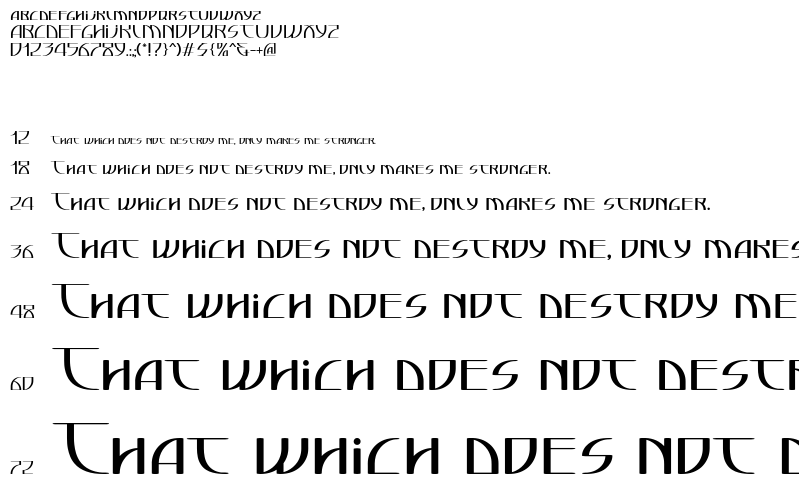 abcdefghijklmnopqrstuvwxyz
ABCDEFGHIJKLMNOPQRSTUVWXYZ
0123456789.:,;(*!?}^)#${%^&-+@
12 That which does not destroy me, only makes me stronger.
18 That which does not destroy me, only makes me stronger.
24 That which does not destroy me, only makes me stronger.
36 That which does not destroy me, only makes
48 That which does not destroy me
60 That which does not destr
72 That which does not d